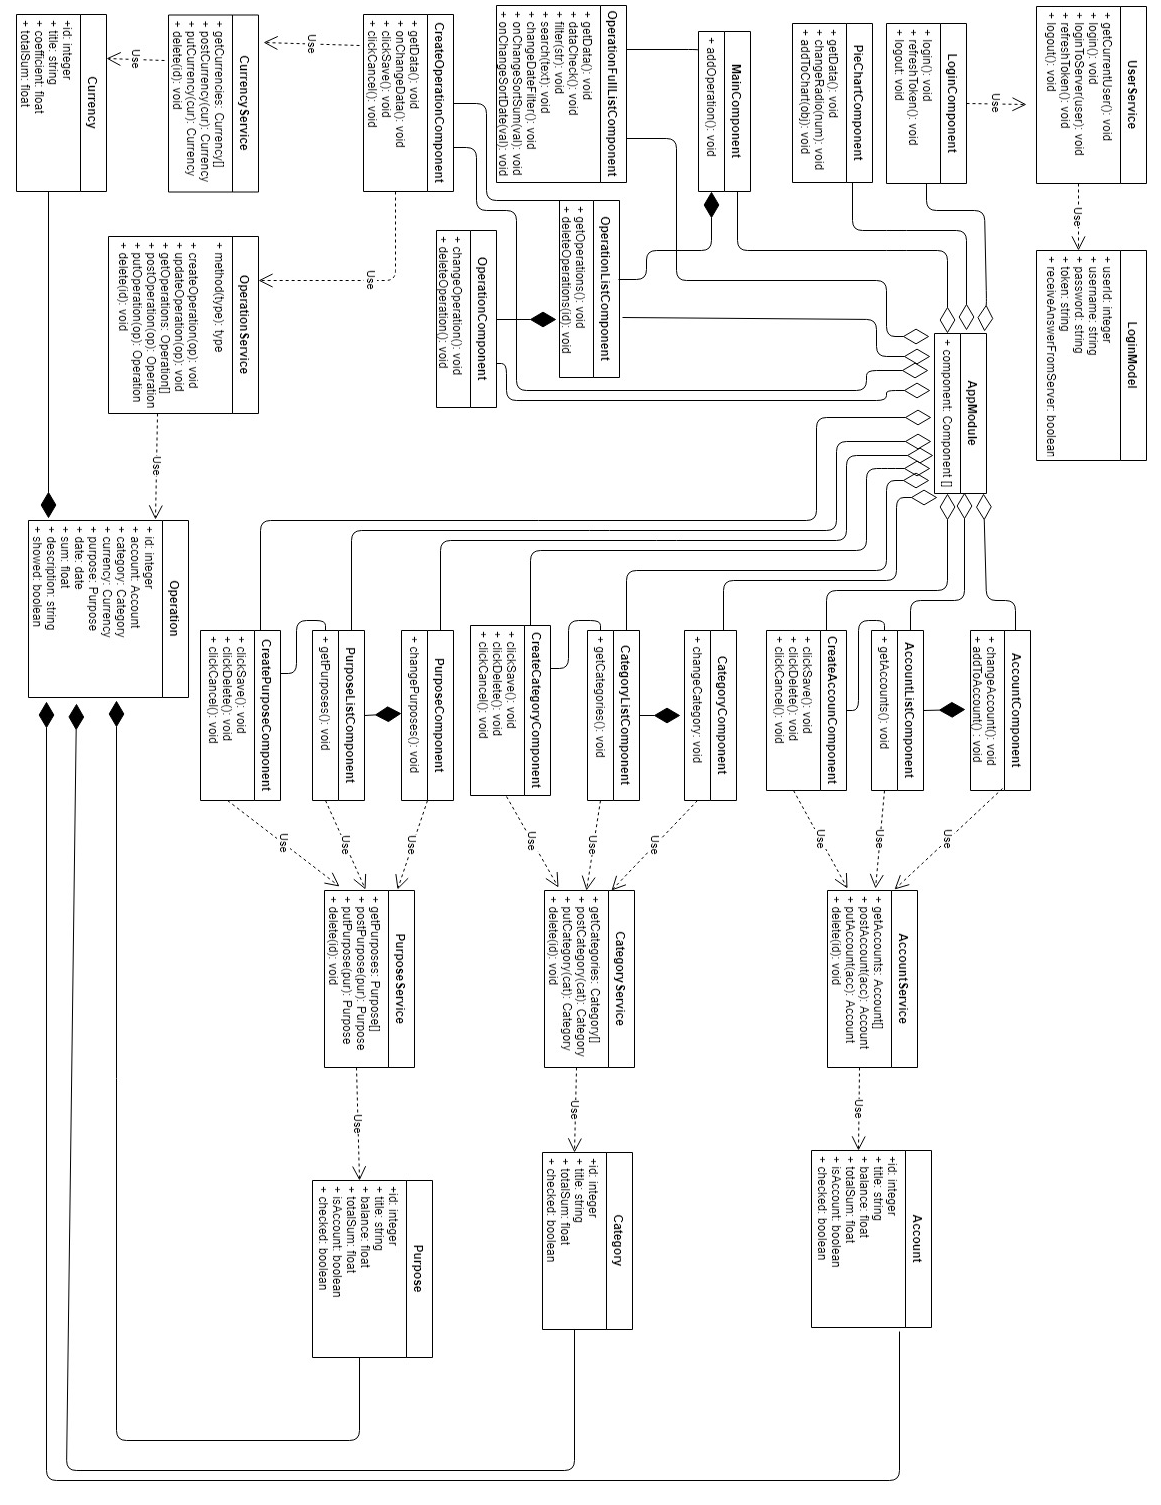 UserService
+ getCurrentUser(): void
+ login(): void
+ loginToServer(user): void
+ refreshToken(): void
+ logout(): void
Use
LoginModel
+ userId: integer
+ username: string
+ password: string
+ token: string
+ receiveAnswerFromServer: boolean
Use
LoginComponent
+ login(): void
+ refreshToken(): void
+ logout: void
PieChartComponent
+ getData(): void
+ changeRadio(num): void
+ addToChart(obj): void
MainComponent
+ addOperation(): void
OperationFullListComponent
+ getData(): void
+ dataCheck(): void
+ filter(str): void
+ search(text): void
+ changeDateFilter(): void
+ onChangeSortSum(val): void
+ onChangeSortDate(val): void
CreateOperationComponent
+ getData(): void
+ onChangeData(): void
+ clickSave(): void
+ clickCancel(): void
Use
CurrencyService
+ getCurrencies: Currency[]
+ postCurrency(cur): Currency
+ putCurrency(cur): Currency
+ delete(id): void
Use
Currency
+id: integer
+ title: string
+ coefficient: float
+ totalSum: float
AppModule
+ component: Component []
OperationListComponent
+ getOperations(): void
+ deleteOperations(id): void
OperationComponent
+ changeOperation(): void
+ deleteOperation(): void
Use
OperationService
+ method(type): type
+ createOperation(op): void
+ updateOperation(op): void
+ getOperations: Operation[]
+ postOperation(op): Operation
+ putOperation(op): Operation
+ delete(id): void
Use
Operation
+ id: integer
+ account: Account
+ category: Category
+ currency: Currency
+ purpose: Purpose
+ date: date
+ sum: float
+ description: string
+ showed: boolean
AccountComponent
+ changeAccount(): void
+ addToAccount(): void
AccountListComponent
+ getAccounts(): void
CreateAccounComponent
+ clickSave(): void
+ clickDelete(): void
+ clickCancel(): void
CategoryComponent
+ changeCategory: void
CategoryListComponent
+ getCategories(): void
CreateCategoryComponent
+ clickSave(): void
+ clickDelete(): void
+ clickCancel(): void
PurposeComponent
+ changePurposes(): void
PurposeListComponent
+ getPurposes(): void
CreatePurposeComponent
+ clickSave(): void
+ clickDelete(): void
+ clickCancel(): void
Use
Use
Use
Use
Use
Use
Use
Use
Use
AccountService
+ getAccounts: Account[]
+ postAccount(acc): Account
+ putAccount(acc): Account
+ delete(id): void
CategoryService
+ getCategories: Category[]
+ postCategory(cat): Category
+ putCategory(cat): Category
+ delete(id): void
PurposeService
+ getPurposes: Purpose[]
+ postPurpose(pur): Purpose
+ putPurpose(pur): Purpose
+ delete(id): void
Use
Use
Use
Account
+id: integer
+ title: string
+ balance: float
+ totalSum: float
+ isAccount: boolean
+ checked: boolean
Category
+id: integer
+ title: string
+ totalSum: float
+ checked: boolean
Purpose
+id: integer
+ title: string
+ balance: float
+ totalSum: float
+ isAccount: boolean
+ checked: boolean